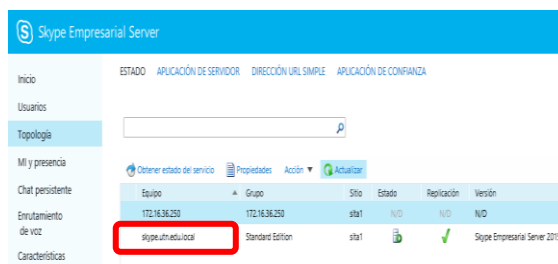 Skype Empresarial Server
Inicio
Usuarios
Topología
MI y presencia
Chat persistente
Enrutamiento
de voz
Características
ESTADO APLICACIÓN DE SERVIDOR DIRECCIÓN URL SIMPLE APLICACIÓN DE CONFIANZA
Obtener estado del servicio Propiedades Acción ▼ Actualizar
Equipo Grupo Sitio Estado Replicación Versión
172.16.36.250 172.16.36.250 sita1 N/D N/D N/D
skype.utn.edu.local Standard Edition sita1 Skype Empresarial Server 2015